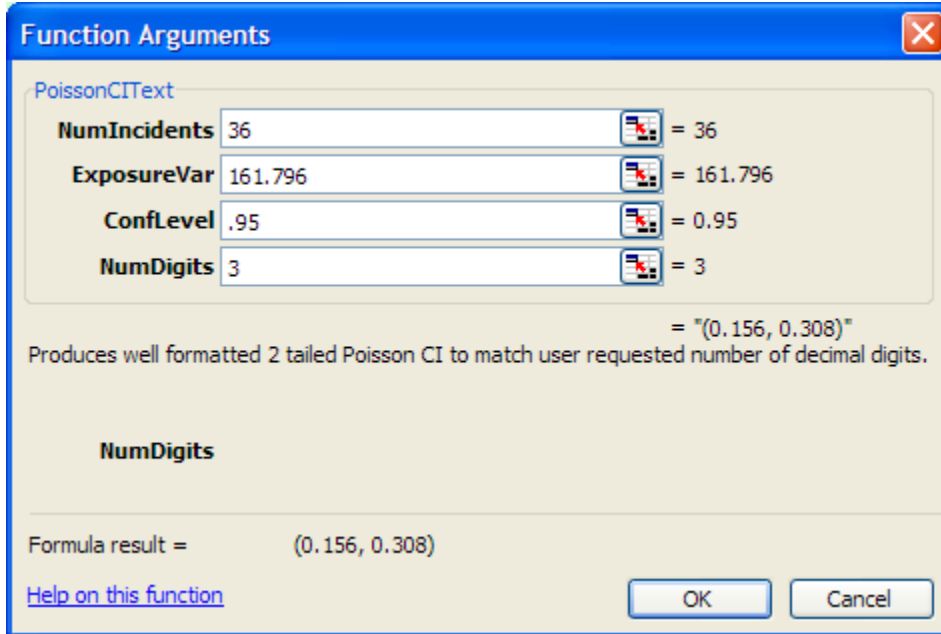 Function Arguments
PoissonCIText
NumIncidents 36 = 36
ExposureVar 161.796 = 161.796
ConfLevel .95 = 0.95
NumDigits 3 = 3
= "(0.156, 0.308)"
Produces well formatted 2 tailed Poisson CI to match user requested number of decimal digits.
NumDigits
Formula result = (0.156, 0.308)
Help on this function OK Cancel